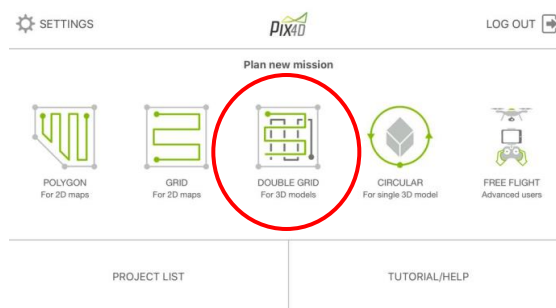 SETTINGS
PIX4D
LOG OUT
Plan new mission
POLYGON
For 2D maps
GRID
For 2D maps
DOUBLE GRID
For 3D models
CIRCULAR
For single 3D model
FREE FLIGHT
Advanced users
PROJECT LIST
TUTORIAL/HELP